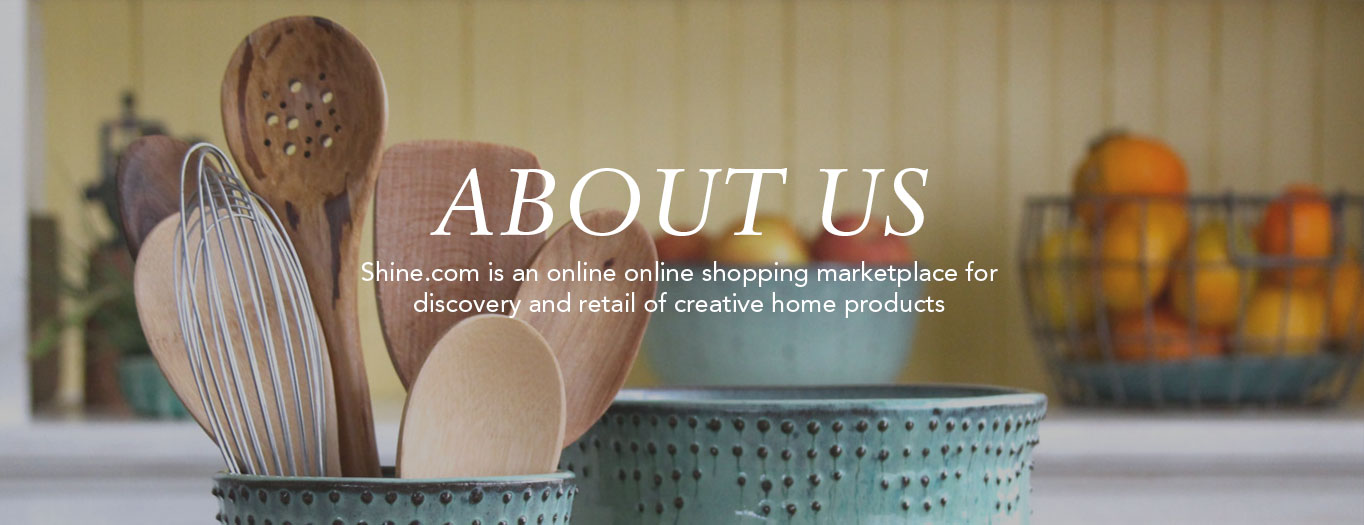 ABOUT US
Shine.com is an online online shopping marketplace for
discovery and retail of creative home products